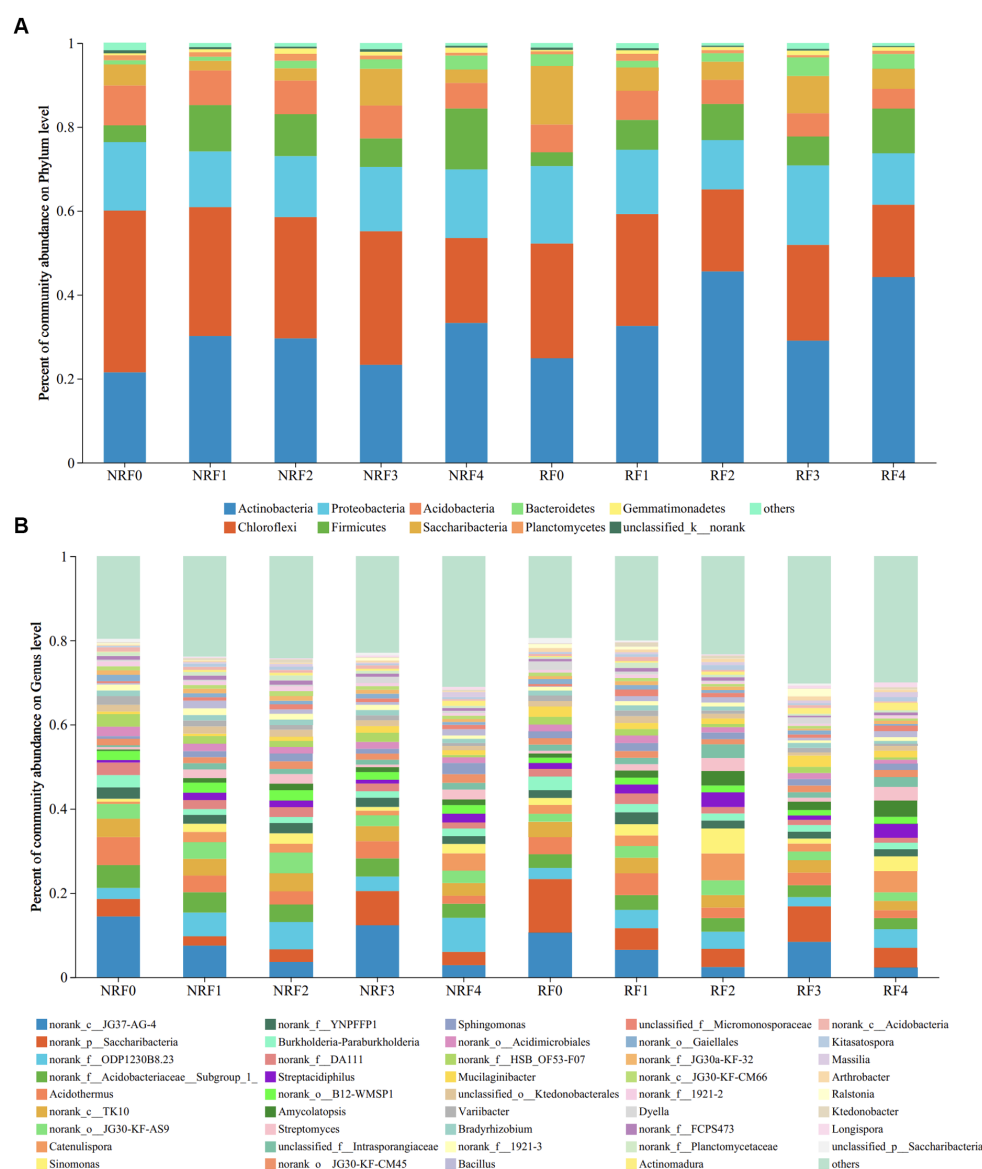 A
Percent of community abundance on Phylum level
1
0.8
0.6
0.4
0.2
0
NRF0 NRF1 NRF2 NRF3 NRF4 RF0 RF1 RF2 RF3 RF4
Actinobacteria Proteobacteria Acidobacteria Bacteroidetes Gemmatimonadetes others
Chloroflexi Firmicutes Saccharibacteria Planctomycetes unclassified_k__norank
B
Percent of community abundance on Genus level
1
0.8
0.6
0.4
0.2
0
NRF0 NRF1 NRF2 NRF3 NRF4 RF0 RF1 RF2 RF3 RF4
norank_c__JG37-AG-4 norank_f__YNPFFP1 Sphingomonas unclassified_f__Micromonosporaceae norank_c__Acidobacteria
norank_p__Saccharibacteria Burkholderia-Paraburkholderia norank_o__Acidimicrobiales norank_o__Gaiellales Kitasatospora
norank_f__ODP1230B8.23 norank_f__DA111 norank_f__HSB_OF53-F07 norank_f__JG30a-KF-32 Massilia
norank_f__Acidobacteriaceae__Subgroup_1_ Streptacidiphilus Mucilaginibacter norank_c__JG30-KF-CM66 Arthrobacter
Acidothermus norank_o__B12-WMSP1 unclassified_o__Ktedonobacterales norank_f__1921-2 Ralstonia
norank_c__TK10 Amycolatopsis Variibacter Dyella Ktedonobacter
norank_o__JG30-KF-AS9 Streptomyces Bradyrhizobium norank_f__FCPS473 Longispora
Catenulispora unclassified_f__Intrasporangiaceae norank_f__1921-3 norank_f__Planctomycetaceae unclassified_p__Saccharibacteria
Sinomonas norank_o__JG30-KF-CM45 Bacillus Actinomadura others